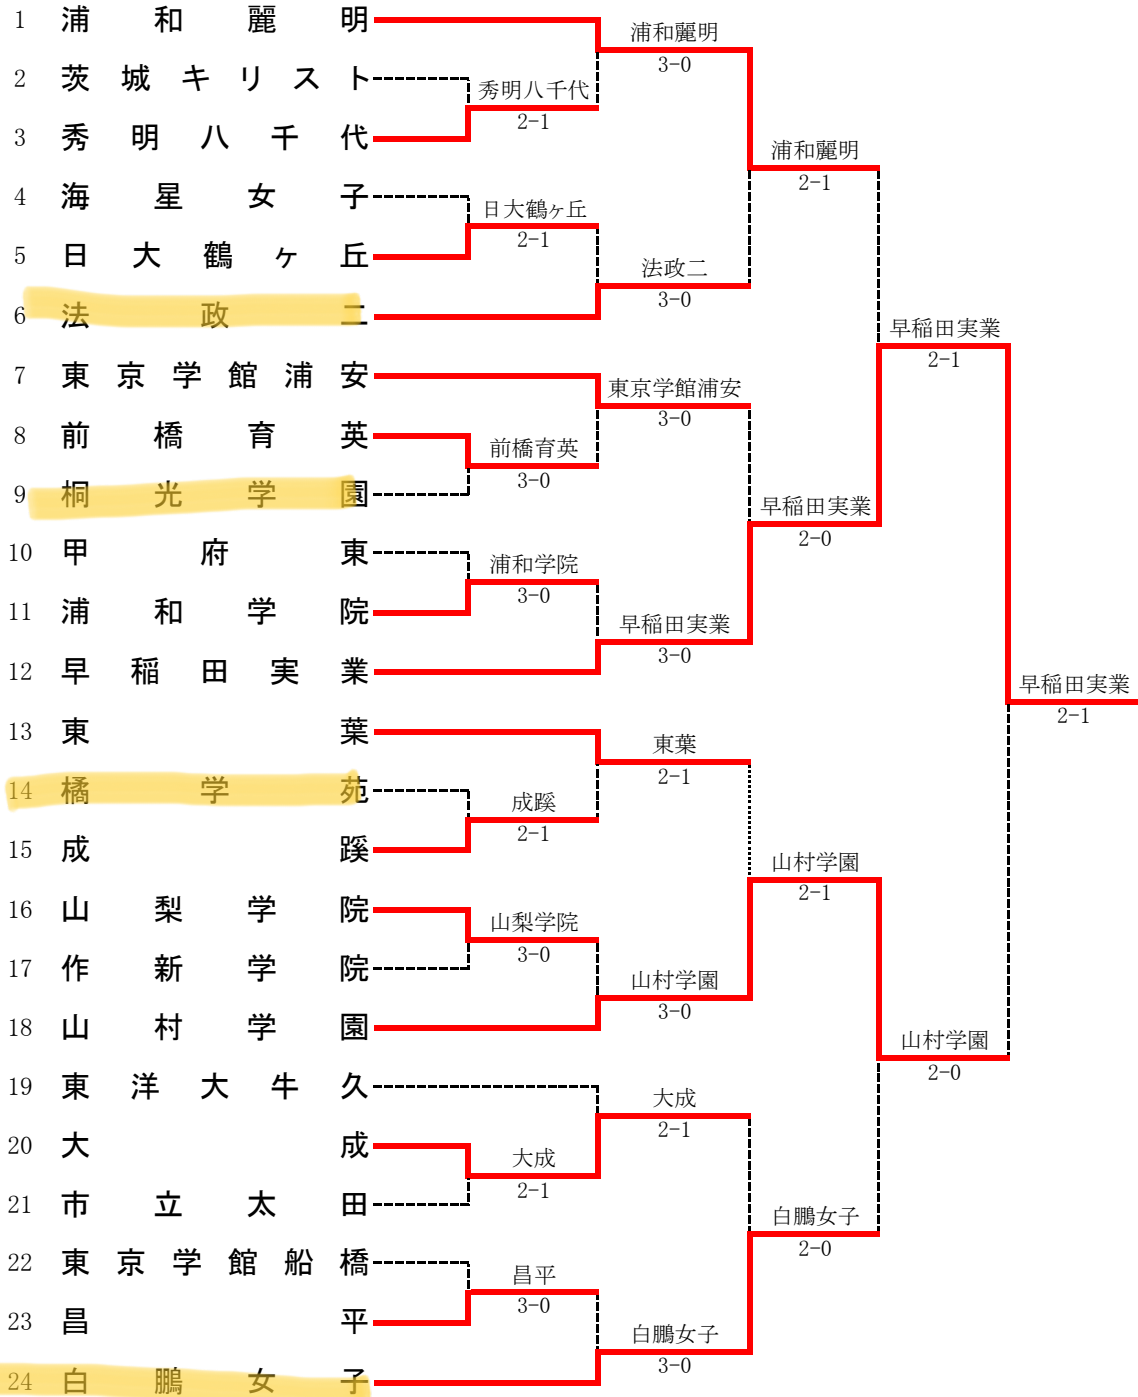 1 浦和麗明
2 茨城キリスト
3 秀明八千代
4 海星女子
5 日大鶴ヶ丘
6 法政二
7 東京学館浦安
8 前橋育英
9 桐光学園
10 甲府東
11 浦和学院
12 早稲田実業
13 東葉
14 橘学苑
15 成蹊
16 山梨学院
17 作新学院
18 山村学園
19 東洋大牛久
20 大成
21 市立太田
22 東京学館船橋
23 昌平
24 白鵬女子
秀明八千代
2-1
日大鶴ヶ丘
2-1
前橋育英
3-0
浦和学院
3-0
成蹊
2-1
山梨学院
3-0
大成
2-1
昌平
3-0
浦和麗明
3-0
法政二
3-0
東京学館浦安
3-0
早稲田実業
3-0
東葉
2-1
山村学園
3-0
大成
2-1
白鵬女子
3-0
浦和麗明
2-1
早稲田実業
2-0
山村学園
2-1
白鵬女子
2-0
早稲田実業
2-1
山村学園
2-0
早稲田実業
2-1